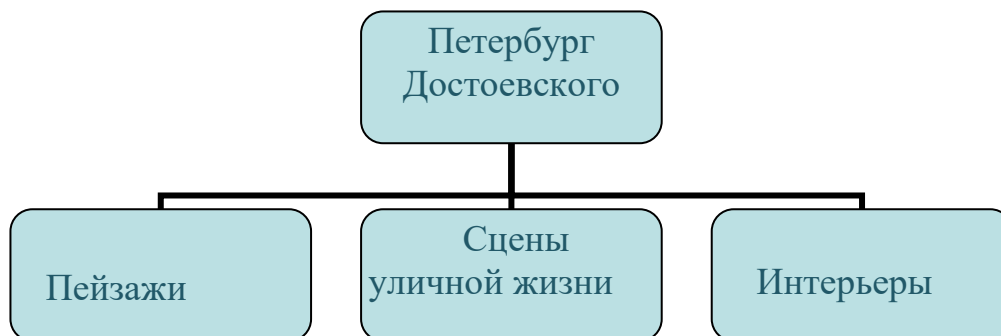 Петербург
Достоевского
Пейзажи
Сцены
уличной жизни
Интерьеры